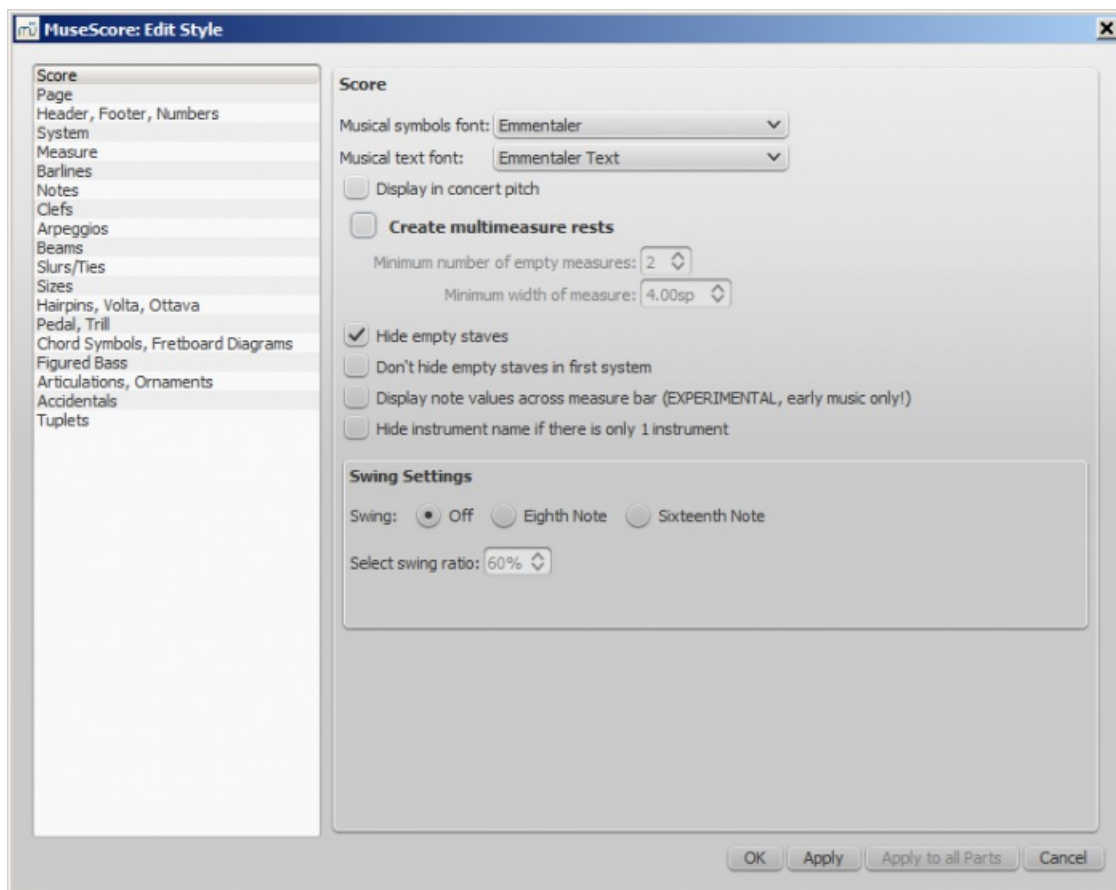 MuseScore: Edit Style
Score
Page
Header, Footer, Numbers
System
Measure
Barlines
Notes
Clefs
Arpeggios
Beams
Slurs/Ties
Sizes
Hairpins, Volta, Ottava
Pedal, Trill
Chord Symbols, Fretboard Diagrams
Figured Bass
Articulations, Ornaments
Accidentals
Tuplets
Score
Musical symbols font: Emmentaler
Musical text font: Emmentaler Text
Display in concert pitch
Create multimeasure rests
Minimum number of empty measures: 2
Minimum width of measure: 4.00sp
Hide empty staves
Don't hide empty staves in first system
Display note values across measure bar (EXPERIMENTAL, early music only!)
Hide instrument name if there is only 1 instrument
Swing Settings
Swing: Off Eighth Note Sixteenth Note
Select swing ratio: 60%
OK Apply Apply to all Parts Cancel